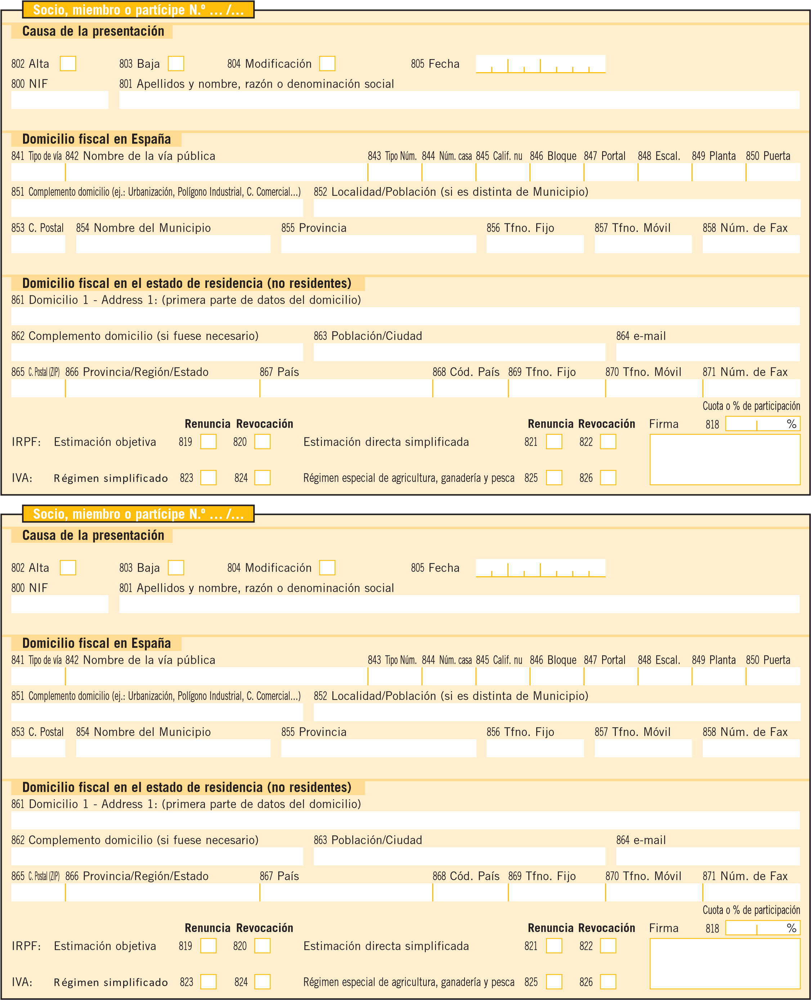 Socio, miembro o partícipe N.º ... /...
Causa de la presentación
802 Alta 803 Baja 804 Modificación 805 Fecha
800 NIF 801 Apellidos y nombre, razón o denominación social
Domicilio fiscal en España
841 Tipo de vía 842 Nombre de la vía pública 843 Tipo Núm. 844 Núm. casa 845 Calif. nu 846 Bloque 847 Portal 848 Escal. 849 Planta 850 Puerta
851 Complemento domicilio (ej.: Urbanización, Polígono Industrial, C. Comercial...) 852 Localidad/Población (si es distinta de Municipio)
853 C. Postal 854 Nombre del Municipio 855 Provincia 856 Tfno. Fijo 857 Tfno. Móvil 858 Núm. de Fax
Domicilio fiscal en el estado de residencia (no residentes)
861 Domicilio 1 - Address 1: (primera parte de datos del domicilio)
862 Complemento domicilio (si fuese necesario) 863 Población/Ciudad 864 e-mail
865 C. Postal (ZIP) 866 Provincia/Región/Estado 867 País 868 Cód. País 869 Tfno. Fijo 870 Tfno. Móvil 871 Núm. de Fax
Cuota o % de participación
Renuncia Revocación Renuncia Revocación Firma 818 %
IRPF: Estimación objetiva 819 820 Estimación directa simplificada 821 822
IVA: Régimen simplificado 823 824 Régimen especial de agricultura, ganadería y pesca 825 826
Socio, miembro o partícipe N.º ... /...
Causa de la presentación
802 Alta 803 Baja 804 Modificación 805 Fecha
800 NIF 801 Apellidos y nombre, razón o denominación social
Domicilio fiscal en España
841 Tipo de vía 842 Nombre de la vía pública 843 Tipo Núm. 844 Núm. casa 845 Calif. nu 846 Bloque 847 Portal 848 Escal. 849 Planta 850 Puerta
851 Complemento domicilio (ej.: Urbanización, Polígono Industrial, C. Comercial...) 852 Localidad/Población (si es distinta de Municipio)
853 C. Postal 854 Nombre del Municipio 855 Provincia 856 Tfno. Fijo 857 Tfno. Móvil 858 Núm. de Fax
Domicilio fiscal en el estado de residencia (no residentes)
861 Domicilio 1 - Address 1: (primera parte de datos del domicilio)
862 Complemento domicilio (si fuese necesario) 863 Población/Ciudad 864 e-mail
865 C. Postal (ZIP) 866 Provincia/Región/Estado 867 País 868 Cód. País 869 Tfno. Fijo 870 Tfno. Móvil 871 Núm. de Fax
Cuota o % de participación
Renuncia Revocación Renuncia Revocación Firma 818 %
IRPF: Estimación objetiva 819 820 Estimación directa simplificada 821 822
IVA: Régimen simplificado 823 824 Régimen especial de agricultura, ganadería y pesca 825 826